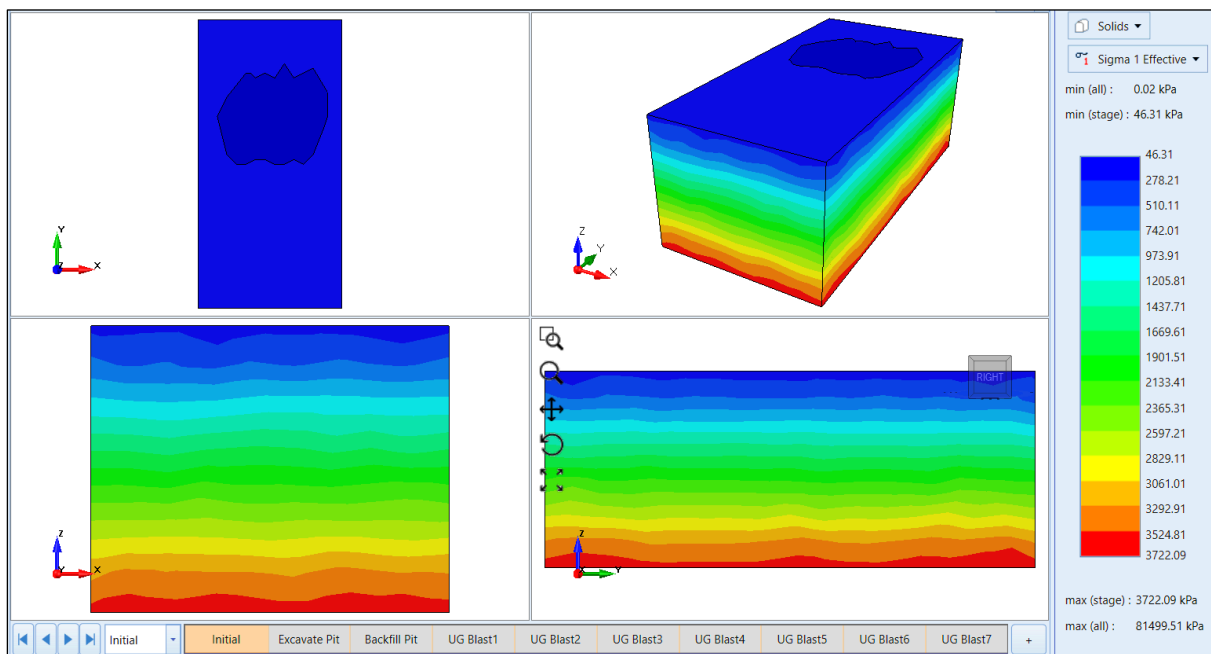 Y
Z
X
Z
Y
X
Solids
σ1 Sigma 1 Effective
min (all) : 0.02 kPa
min (stage) : 46.31 kPa
46.31
278.21
510.11
742.01
973.91
1205.81
1437.71
1669.61
1901.51
2133.41
2365.31
2597.21
2829.11
3061.01
3292.91
3524.81
3722.09
max (stage) : 3722.09 kPa
max (all) : 81499.51 kPa
Z
Y
X
RIGHT
Z
X
Y
Initial
Initial
Excavate Pit
Backfill Pit
UG Blast1
UG Blast2
UG Blast3
UG Blast4
UG Blast5
UG Blast6
UG Blast7
+